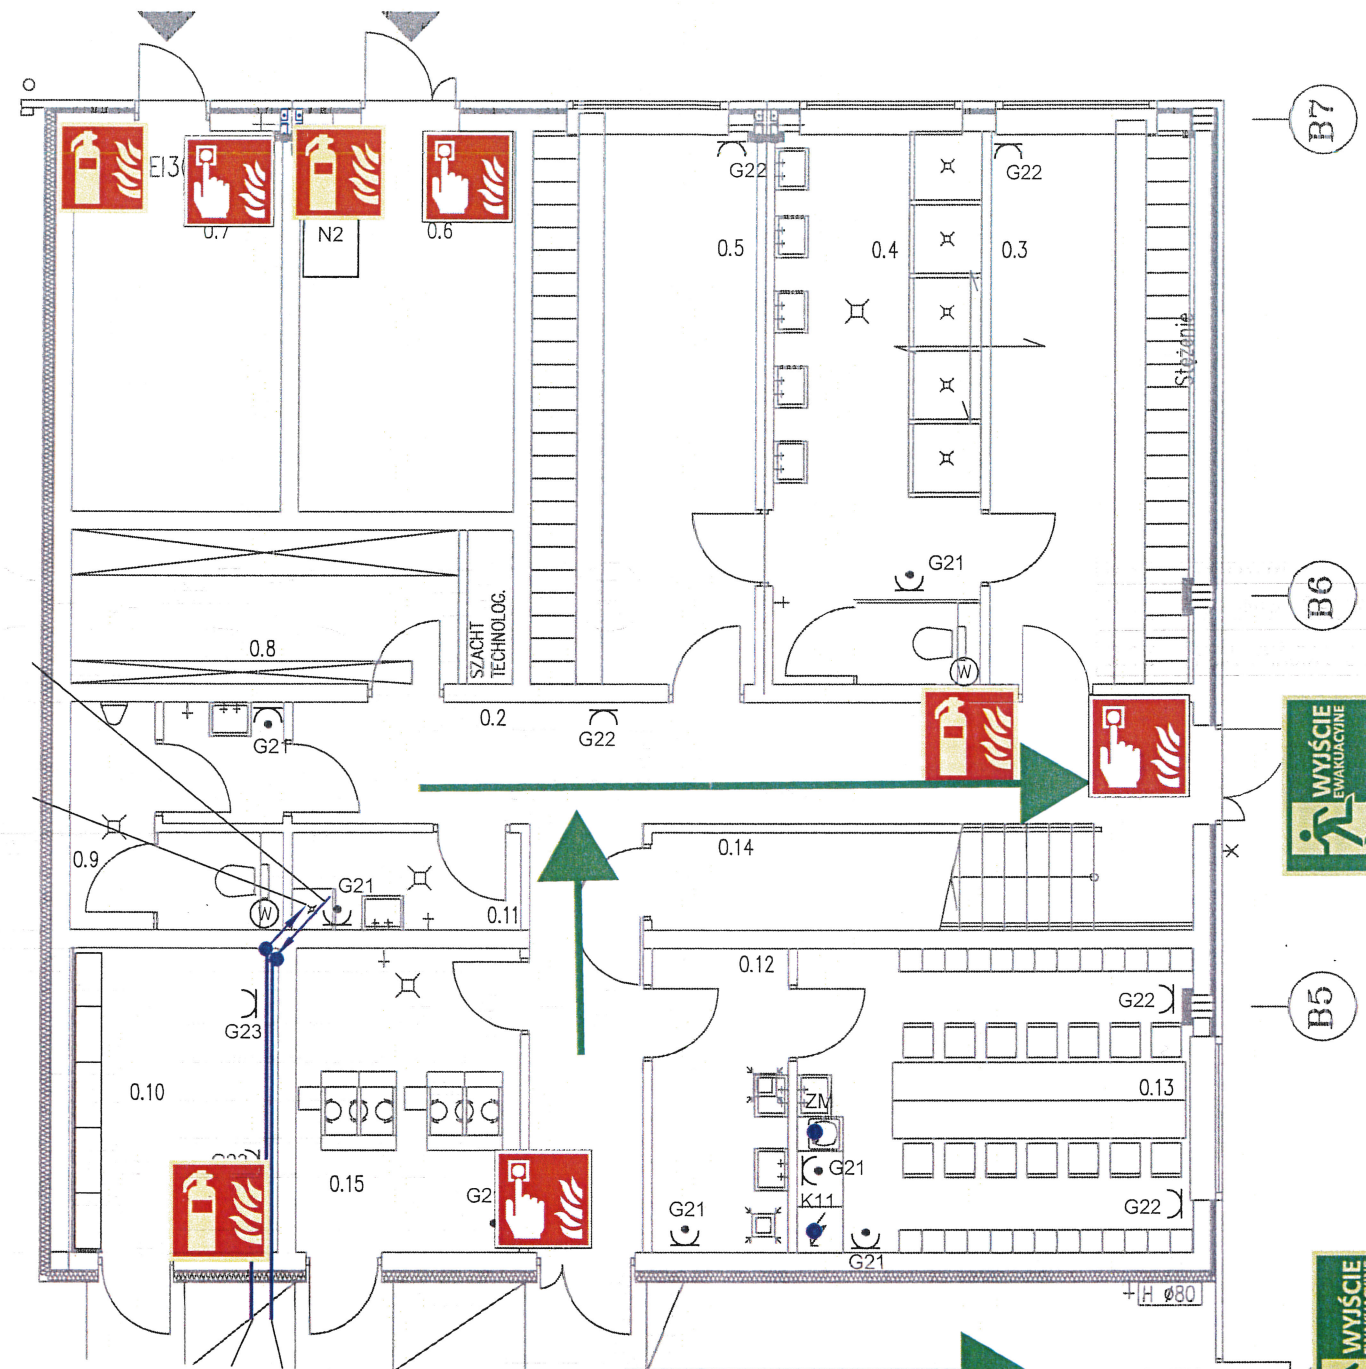 B7
EI3
G22
G22
0.7
N2
0.6
0.5
0.4
0.3
Stężenie
G21
B6
SZACHT
TECHNOLOG.
0.8
W
0.2
G22
G21
WYJŚCIE
EWAKUACYJNE
0.14
0.9
G21
W
0.11
0.12
G23
G22
B5
0.10
0.13
ZM
0.15
G21
K11
G22
G21
G21
H ø80
WYJŚCIE